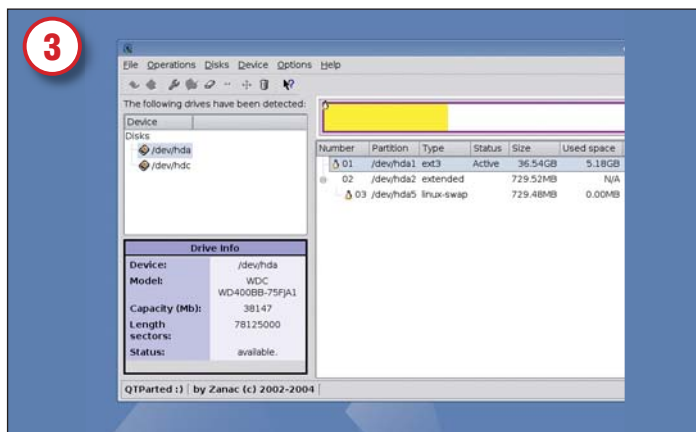 3
File Operations Disks Device Options Help
The following drives have been detected:
Device
Disks
/dev/hda
/dev/hdc
Drive Info
Device: /dev/hda
Model: WDC
WD400BB-75FJA1
Capacity (Mb): 38147
Length 78125000
sectors:
Status: available.
Number Partition Type Status Size Used space
01 /dev/hda1 ext3 Active 36.54GB 5.18GB
02 /dev/hda2 extended 729.52MB N/A
03 /dev/hda5 linux-swap 729.48MB 0.00MB
QTParted :) by Zanac (c) 2002-2004